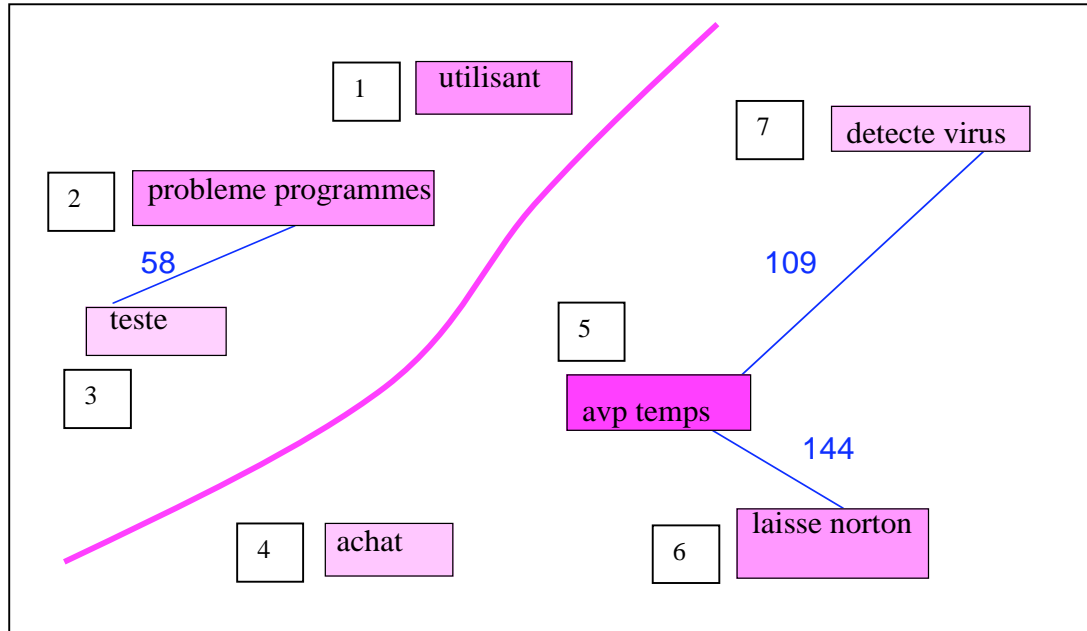 1
utilisant
7
detecte virus
2
probleme programmes
58
109
teste
5
3
avp temps
144
laisse norton
4
achat
6